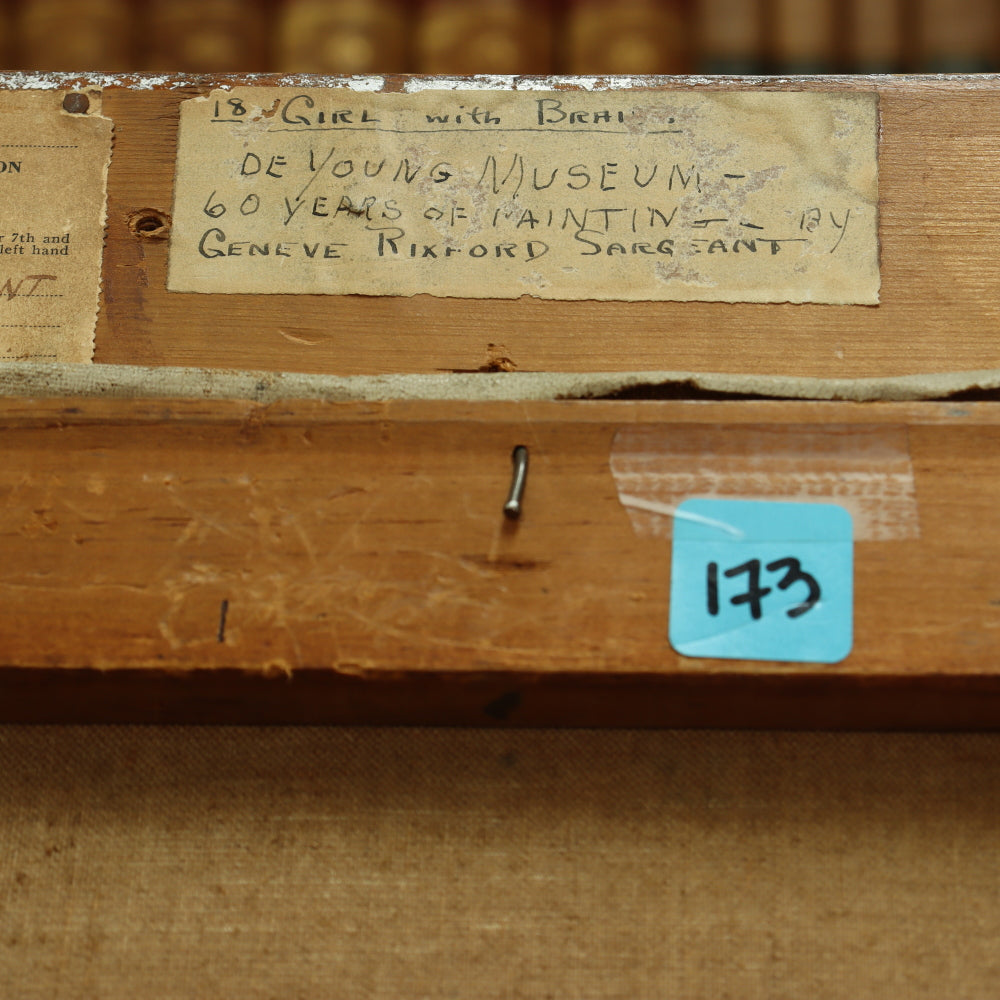 18. GIRL with BRAI
DE YOUNG MUSEUM-
60 YEARS OF PAINTING - BY
GENEVE RIXFORD SARGEANT
ON
r 7th and
left hand
NT
173